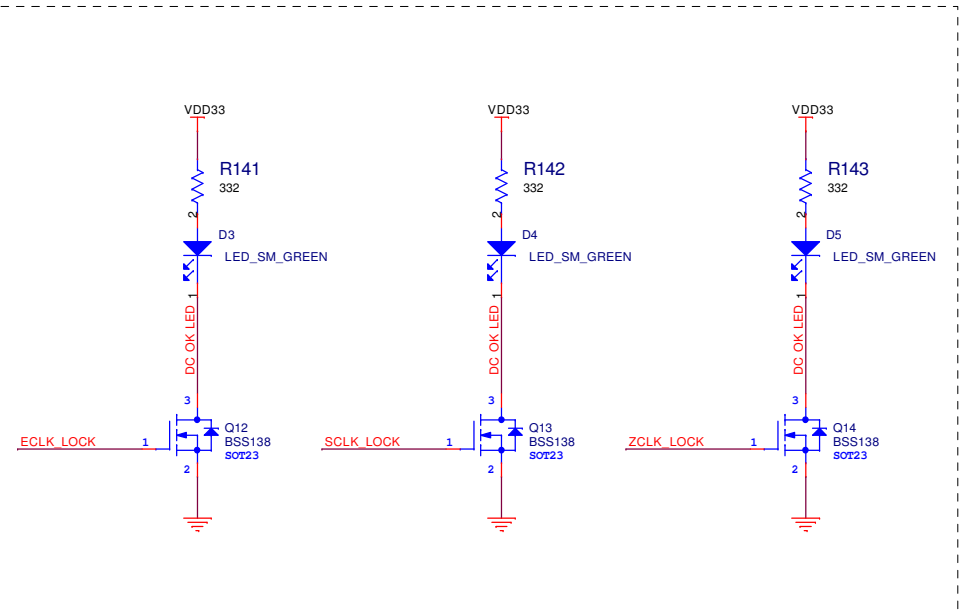 VDD33
R141
332
2
D3
LED_SM_GREEN
1
DC OK LED
3
Q12
BSS138
SOT23
ECLK_LOCK
1
2
VDD33
R142
332
2
D4
LED_SM_GREEN
1
DC OK LED
3
Q13
BSS138
SOT23
SCLK_LOCK
1
2
VDD33
R143
332
2
D5
LED_SM_GREEN
1
DC OK LED
3
Q14
BSS138
SOT23
ZCLK_LOCK
1
2